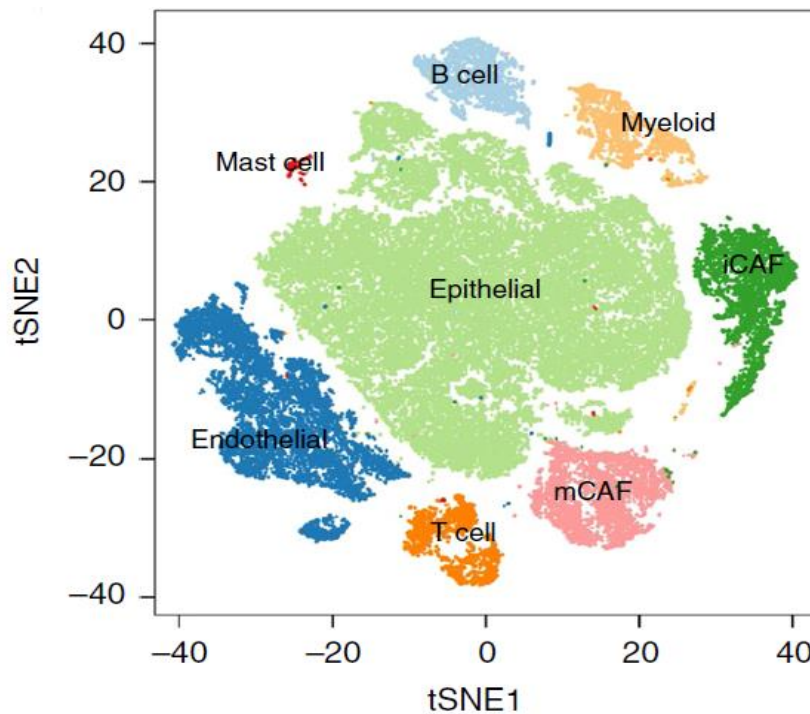 tSNE2
40
20
0
−20
−40
B cell
Myeloid
Mast cell
iCAF
Epithelial
Endothelial
mCAF
T cell
−40
−20
0
20
40
tSNE1